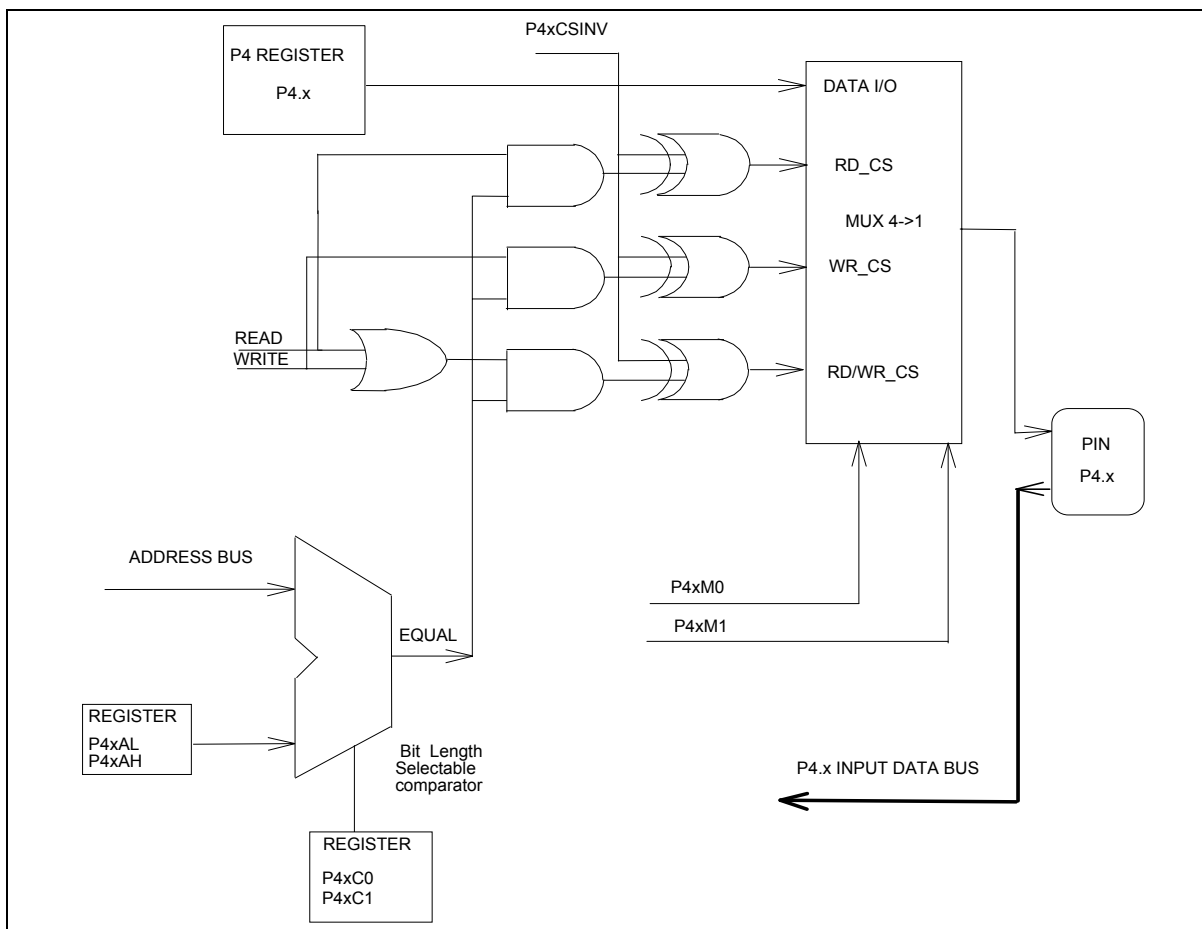 P4xCSINV
P4 REGISTER
P4.x
DATA I/O
RD_CS
MUX 4->1
WR_CS
READ
WRITE
RD/WR_CS
PIN
P4.x
ADDRESS BUS
P4xM0
EQUAL
P4xM1
REGISTER
P4xAL
P4xAH
Bit Length
Selectable
comparator
P4.x INPUT DATA BUS
REGISTER
P4xC0
P4xC1